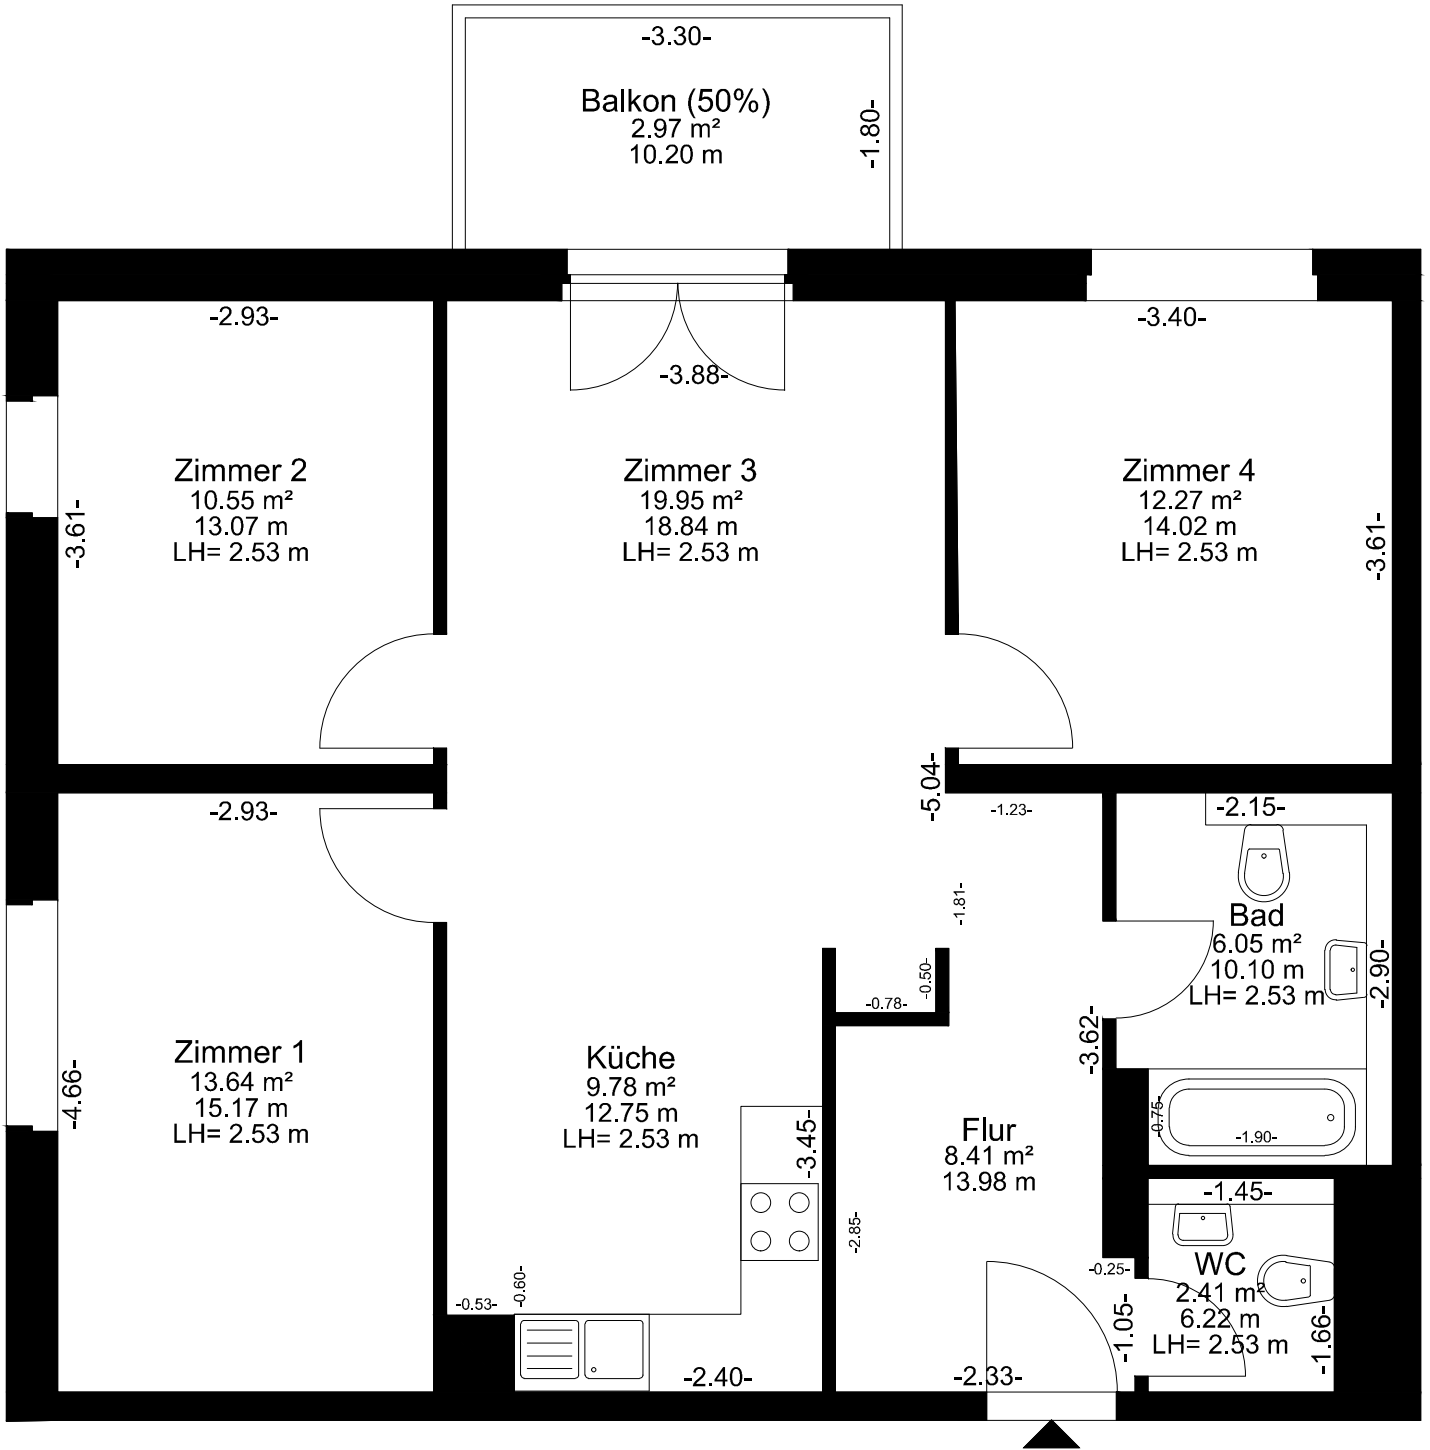 -3.30-
Balkon (50%)
2.97 m²
10.20 m
-1.80-
-2.93-
-3.88-
-3.40-
Zimmer 2
10.55 m²
13.07 m
LH= 2.53 m
-3.61-
Zimmer 3
19.95 m²
18.84 m
LH= 2.53 m
Zimmer 4
12.27 m²
14.02 m
LH= 2.53 m
-3.61-
-5.04-
-2.93-
-1.23-
-2.15-
-1.81-
Bad
6.05 m²
10.10 m
LH= 2.53 m
-2.90-
-0.50-
-0.78-
-3.62-
Zimmer 1
13.64 m²
15.17 m
LH= 2.53 m
-4.66-
Küche
9.78 m²
12.75 m
LH= 2.53 m
-3.45-
Flur
8.41 m²
13.98 m
-0.75-
-1.90-
-1.45-
-2.85-
-0.25-
WC
2.41 m²
6.22 m
LH= 2.53 m
-1.66-
-1.05-
-0.53-
-0.60-
-2.40-
-2.33-